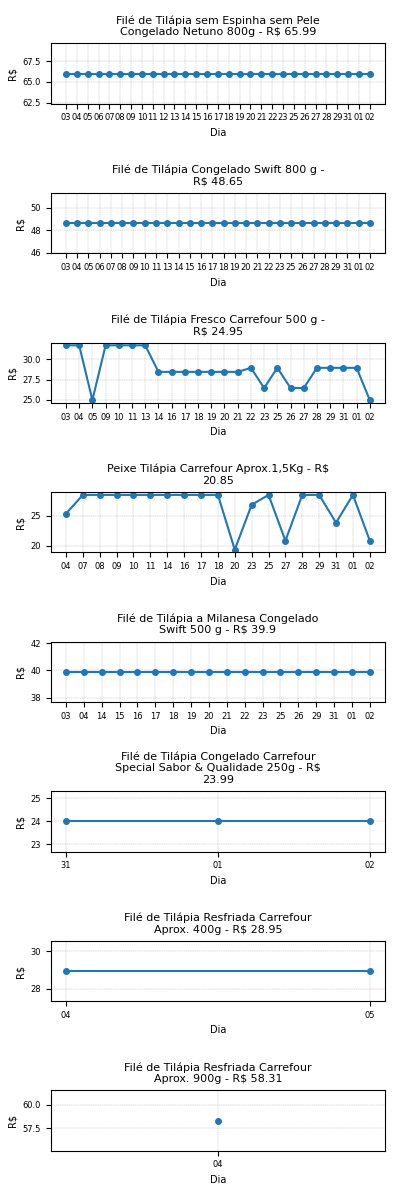 Filé de Tilápia sem Espinha sem Pele
Congelado Netuno 800g - R$ 65.99
67.5
65.0
62.5
R$
03 04 05 06 07 08 09 10 11 12 13 14 15 16 17 18 19 20 21 22 23 24 25 26 27 28 29 31 01 02
Dia
Filé de Tilápia Congelado Swift 800 g -
R$ 48.65
50
48
46
R$
03 04 05 06 07 08 09 10 11 13 14 15 16 17 18 19 20 21 22 23 25 26 27 28 29 31 01 02
Dia
Filé de Tilápia Fresco Carrefour 500 g -
R$ 24.95
30.0
27.5
25.0
R$
03 04 05 09 10 11 13 14 15 16 17 18 19 20 21 22 23 25 26 27 28 29 01 02
Dia
Peixe Tilápia Carrefour Aprox.1,5Kg - R$
20.85
25
20
R$
04 07 08 09 10 11 14 16 17 18 20 23 25 27 28 29 31 01 02
Dia
Filé de Tilápia a Milanesa Congelado
Swift 500 g - R$ 39.9
42
40
38
R$
03 04 14 15 16 17 18 19 20 21 22 23 25 26 29 31 01 02
Dia
Filé de Tilápia Congelado Carrefour
Special Sabor & Qualidade 250g - R$
23.99
25
24
23
R$
31 01 02
Dia
Filé de Tilápia Resfriada Carrefour
Aprox. 400g - R$ 28.95
30
28
R$
04 05
Dia
Filé de Tilápia Resfriada Carrefour
Aprox. 900g - R$ 58.31
60.0
57.5
R$
04
Dia